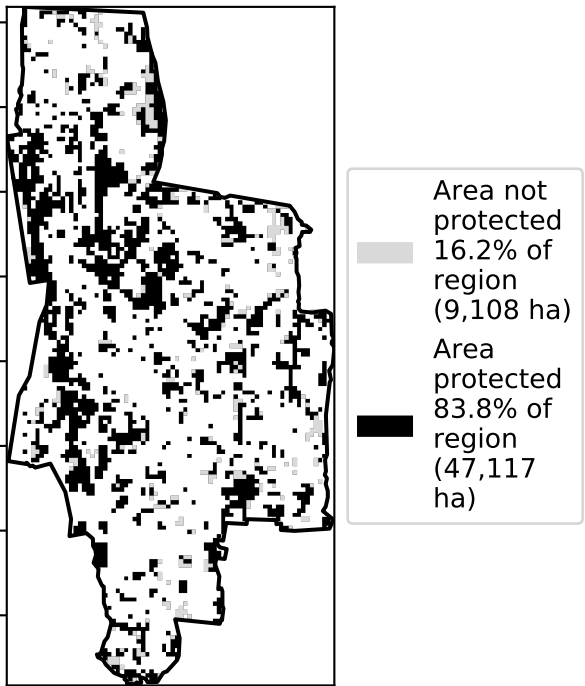 Area not
protected
16.2% of
region
(9,108 ha)
Area
protected
83.8% of
region
(47,117
ha)